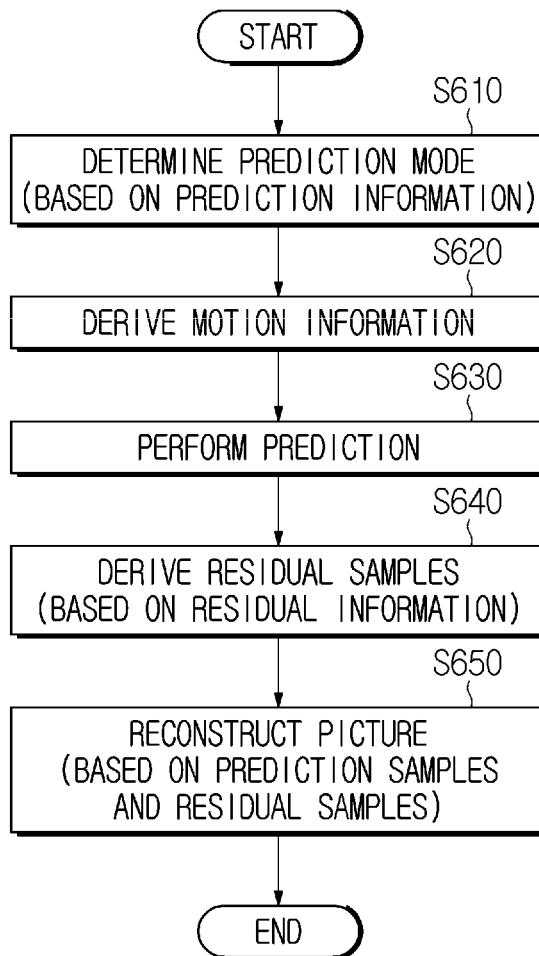 START
S610
DETERMINE PREDICTION MODE
(BASED ON PREDICTION INFORMATION)
S620
DERIVE MOTION INFORMATION
S630
PERFORM PREDICTION
S640
DERIVE RESIDUAL SAMPLES
(BASED ON RESIDUAL INFORMATION)
S650
RECONSTRUCT PICTURE
(BASED ON PREDICTION SAMPLES
AND RESIDUAL SAMPLES)
END